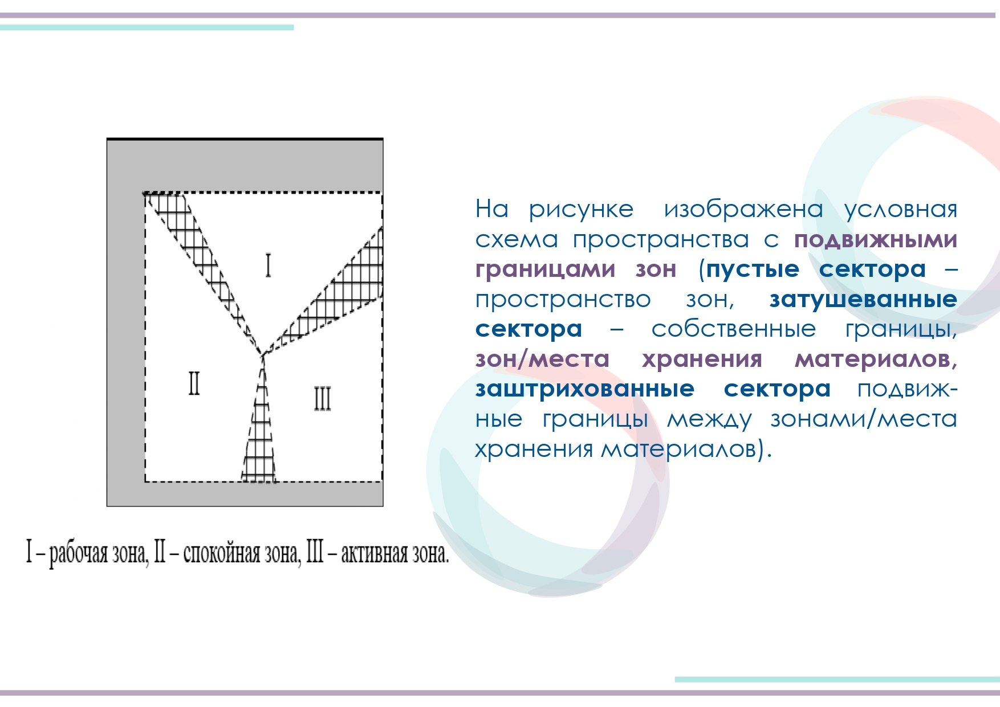 I
II
III
I – рабочая зона, II – спокойная зона, III – активная зона.
На рисунке изображена условная
схема пространства с подвижными
границами зон (пустые сектора –
пространство зон, затушеванные
сектора – собственные границы,
зон/места хранения материалов,
заштрихованные сектора подвиж-
ные границы между зонами/места
хранения материалов).